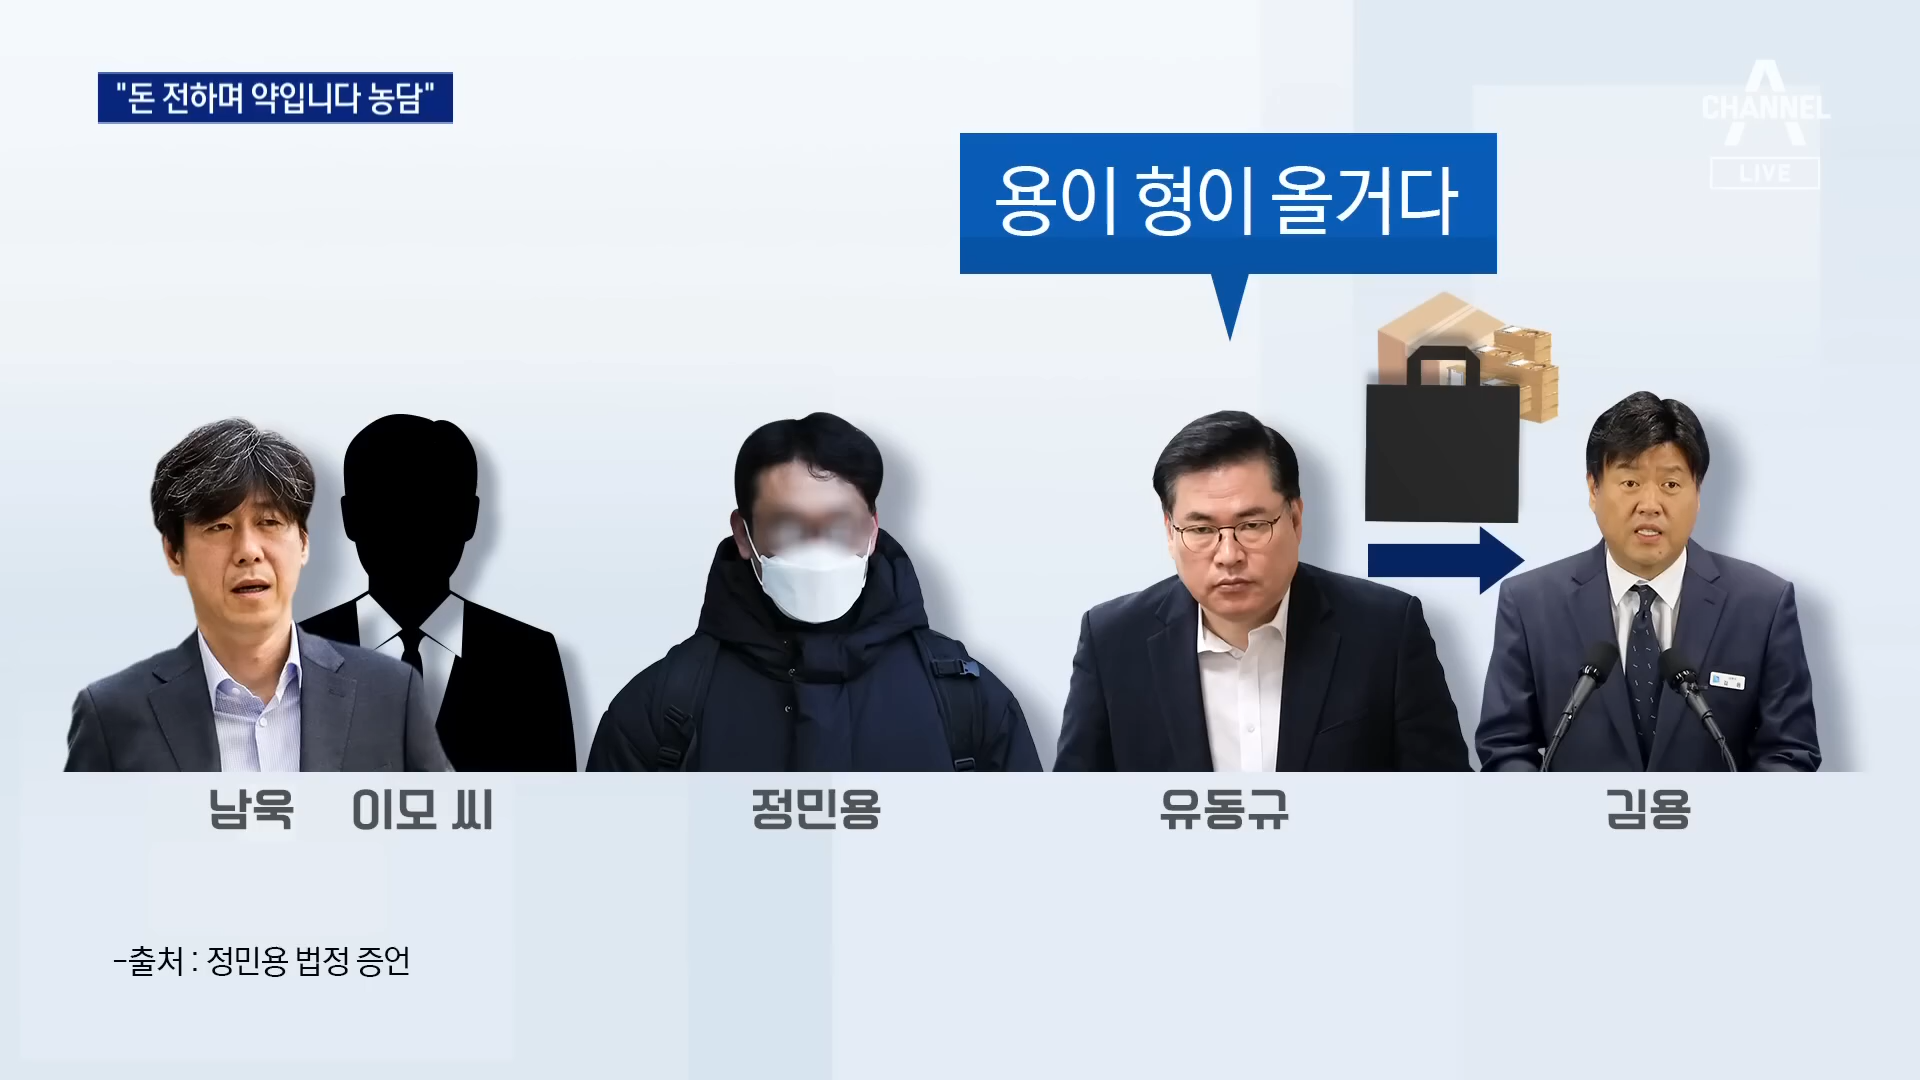 "돈 전하며 약입니다 농담"
CHANNEL A
LIVE
용이 형이 올거다
남욱 이모 씨 정민용 유동규 김용
-출처 : 정민용 법정 증언